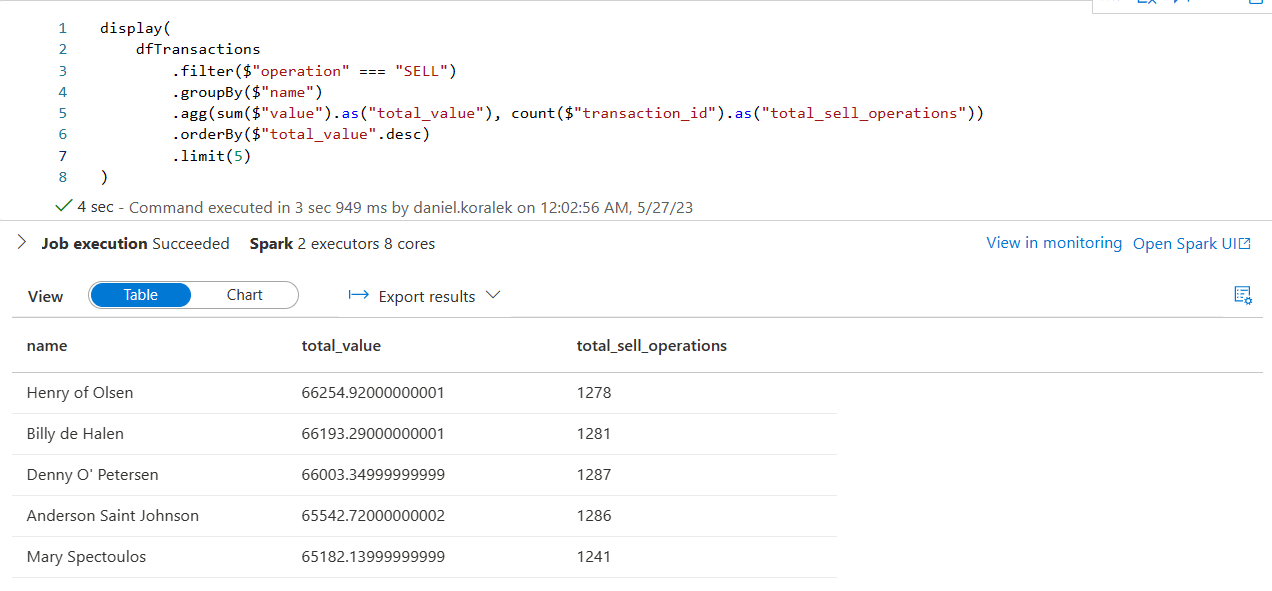 1 display(
2     dfTransactions
3         .filter($"operation" === "SELL")
4         .groupBy($"name")
5         .agg(sum($"value").as("total_value"), count($"transaction_id").as("total_sell_operations"))
6         .orderBy($"total_value".desc)
7         .limit(5)
8 )
4 sec - Command executed in 3 sec 949 ms by daniel.koralek on 12:02:56 AM, 5/27/23
Job execution Succeeded Spark 2 executors 8 cores View in monitoring Open Spark UI
View Table Chart Export results
name total_value total_sell_operations
Henry of Olsen 66254.92000000001 1278
Billy de Halen 66193.29000000001 1281
Denny O' Petersen 66003.34999999999 1287
Anderson Saint Johnson 65542.72000000002 1286
Mary Spectoulos 65182.13999999999 1241